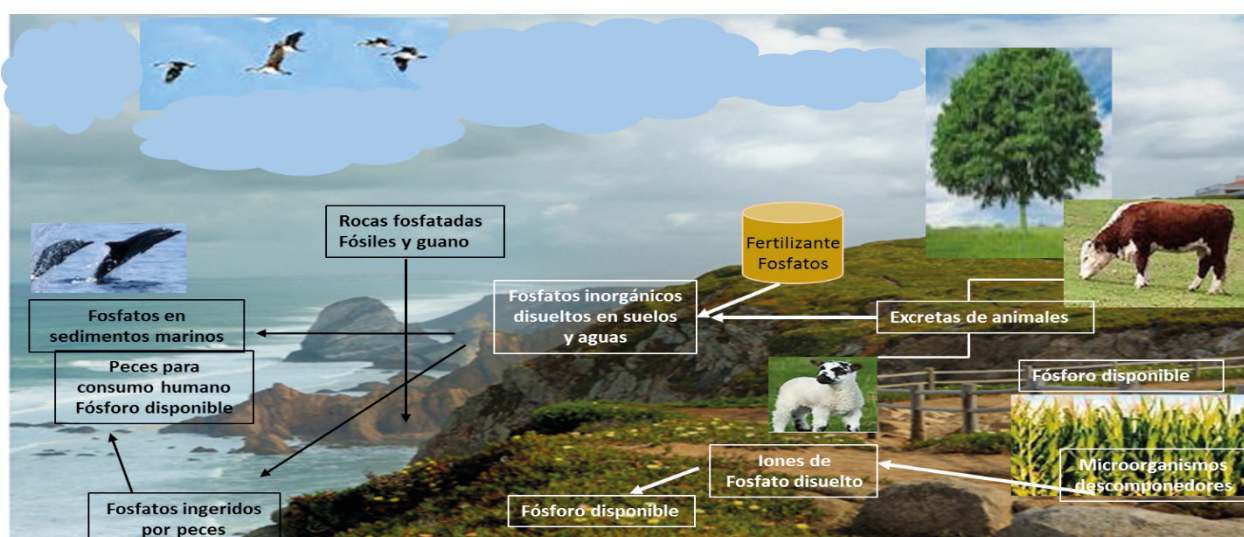 Rocas fosfatadas
Fósiles y guano
Fertilizante
Fosfatos
Fosfatos inorgánicos
disueltos en suelos
y aguas
Excretas de animales
Fosfatos en
sedimentos marinos
Peces para
consumo humano
Fósforo disponible
Fósforo disponible
Iones de
Fosfato disuelto
Microorganismos
descomponedores
Fosfatos ingeridos
por peces
Fósforo disponible